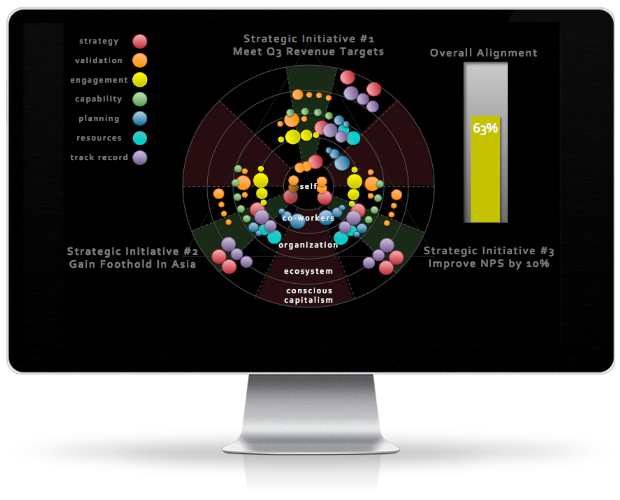 strategy
validation
engagement
capability
planning
resources
track record
Strategic Initiative #1
Meet Q3 Revenue Targets
Overall Alignment
63%
self
co-workers
organization
ecosystem
conscious
capitalism
Strategic Initiative #2
Gain Foothold In Asia
Strategic Initiative #3
Improve NPS by 10%